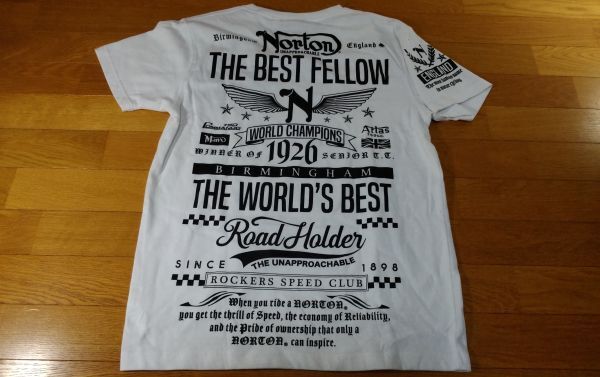 Birmingham Norton England
UNAPPROACHABLE
THE BEST FELLOW
N
WORLD CHAMPIONS
Commando
Manx
Atlas
WINNER OF 1926 SENIOR T.T.
BIRMINGHAM
THE WORLD'S BEST
Road Holder
THE UNAPPROACHABLE
SINCE 1898
ROCKERS SPEED CLUB
When you ride a NORTON,
you get the thrill of Speed, the economy of Reliability,
and the Pride of ownership that only a
NORTON can inspire.
N
ENGLAND